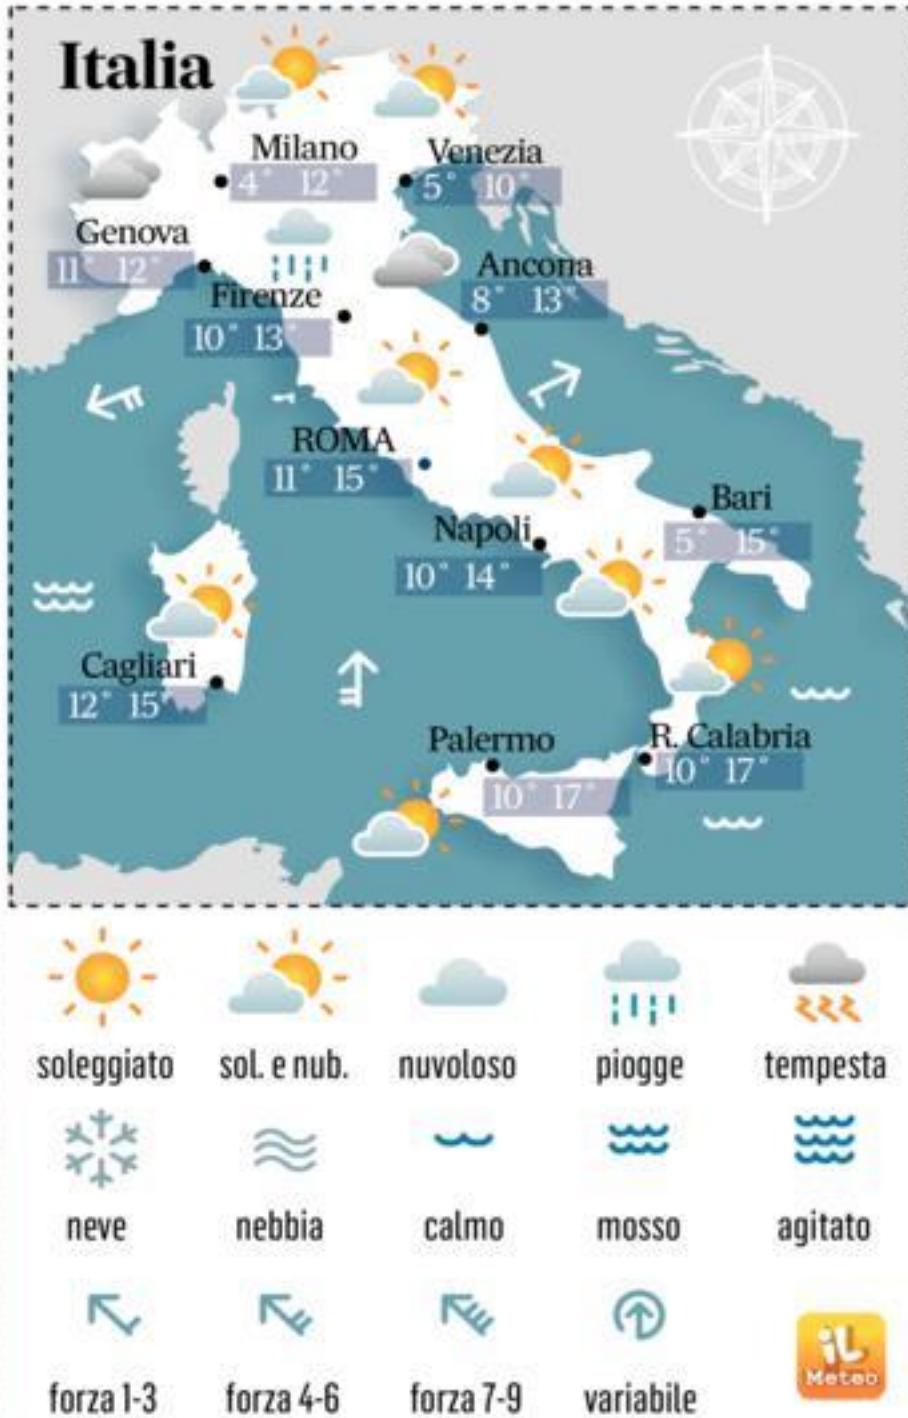 Italia
Milano
4° 12°
Venezia
5° 10°
Genova
11° 12°
Ancona
8° 13°
Firenze
10° 13°
ROMA
11° 15°
Bari
5° 15°
Napoli
10° 14°
Cagliari
12° 15°
Palermo
10° 17°
R. Calabria
10° 17°
soleggiato sol. e nub. nuvoloso piogge tempesta
neve nebbia calmo mosso agitato
forza 1-3 forza 4-6 forza 7-9 variabile
iL
Meteo